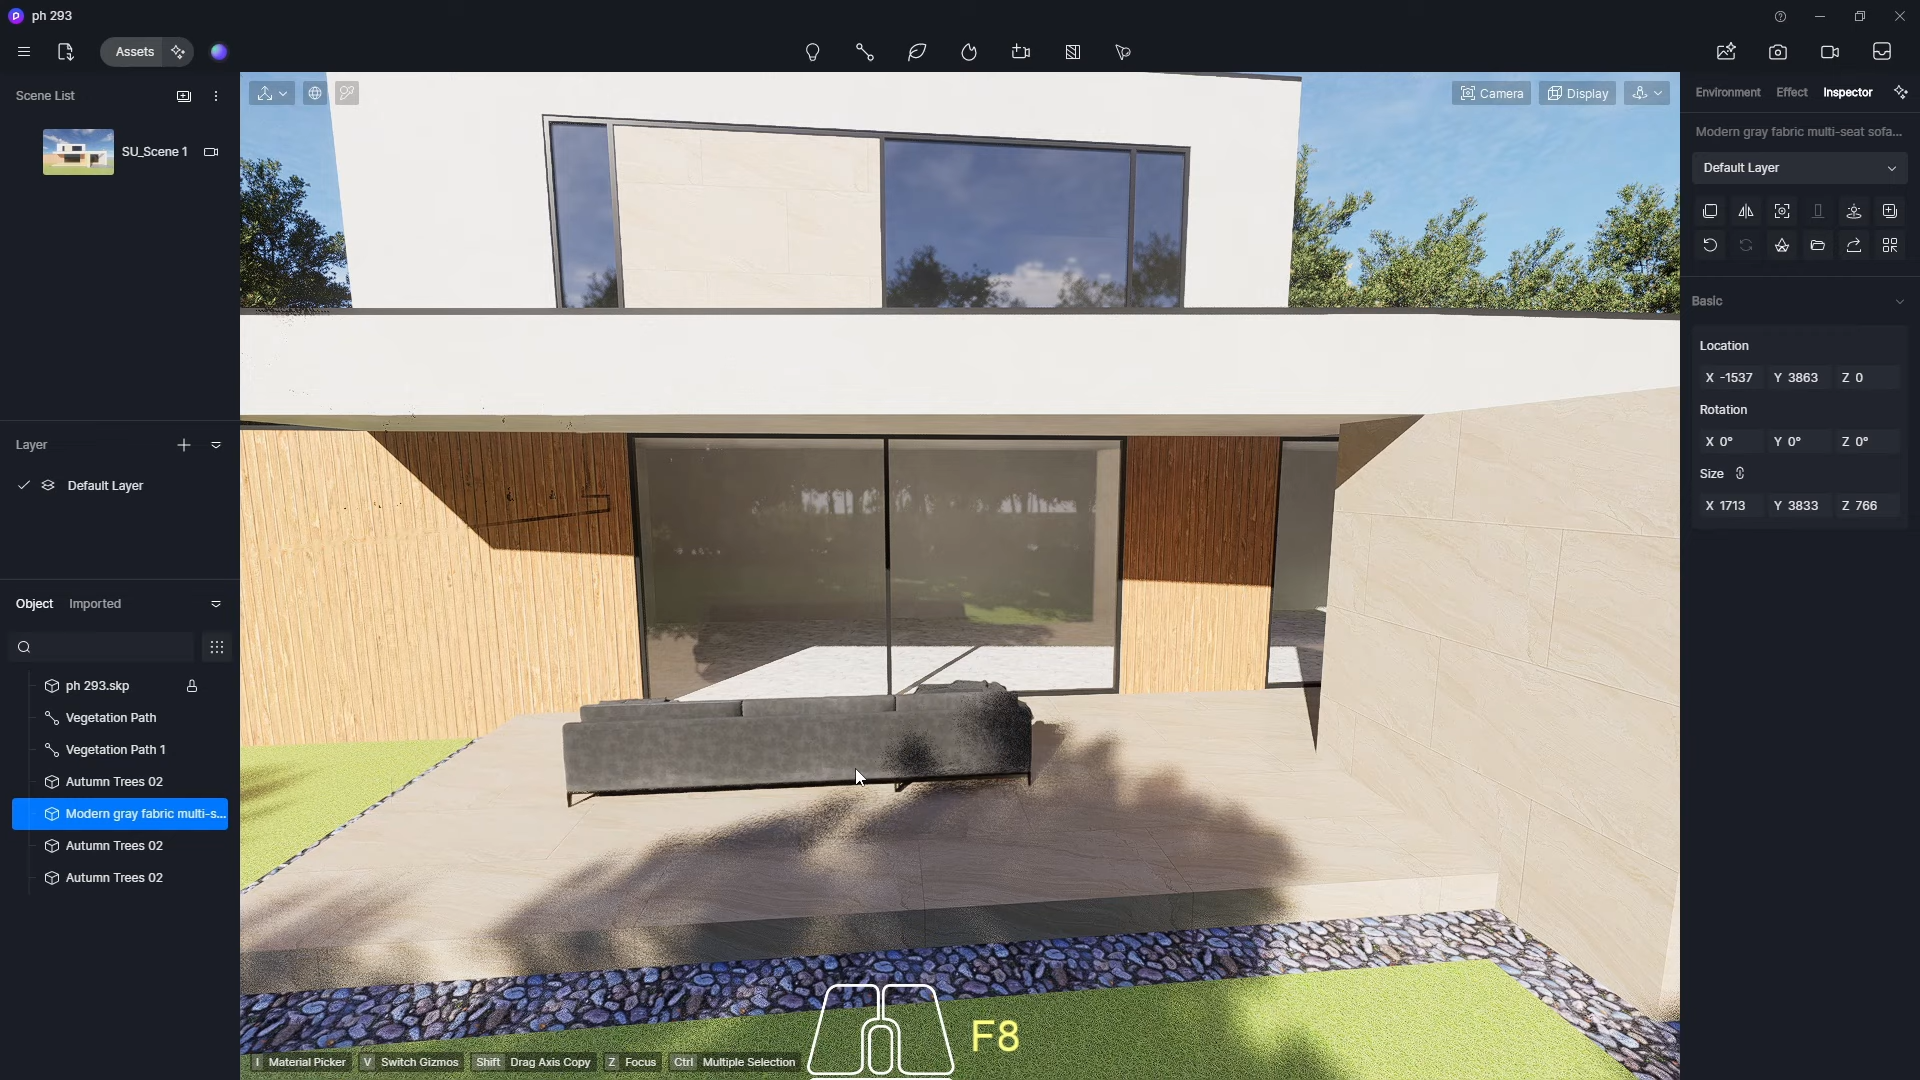 ph 293
Assets
Scene List
SU_Scene 1
Layer
Default Layer
Object Imported
ph 293.skp
Vegetation Path
Vegetation Path 1
Autumn Trees 02
Modern gray fabric multi-s...
Autumn Trees 02
Autumn Trees 02
Camera Display
I Material Picker V Switch Gizmos Shift Drag Axis Copy Z Focus Ctrl Multiple Selection
F8
Environment Effect Inspector
Modern gray fabric multi-seat sofa...
Default Layer
Basic
Location
X -1537 Y 3863 Z 0
Rotation
X 0° Y 0° Z 0°
Size
X 1713 Y 3833 Z 766